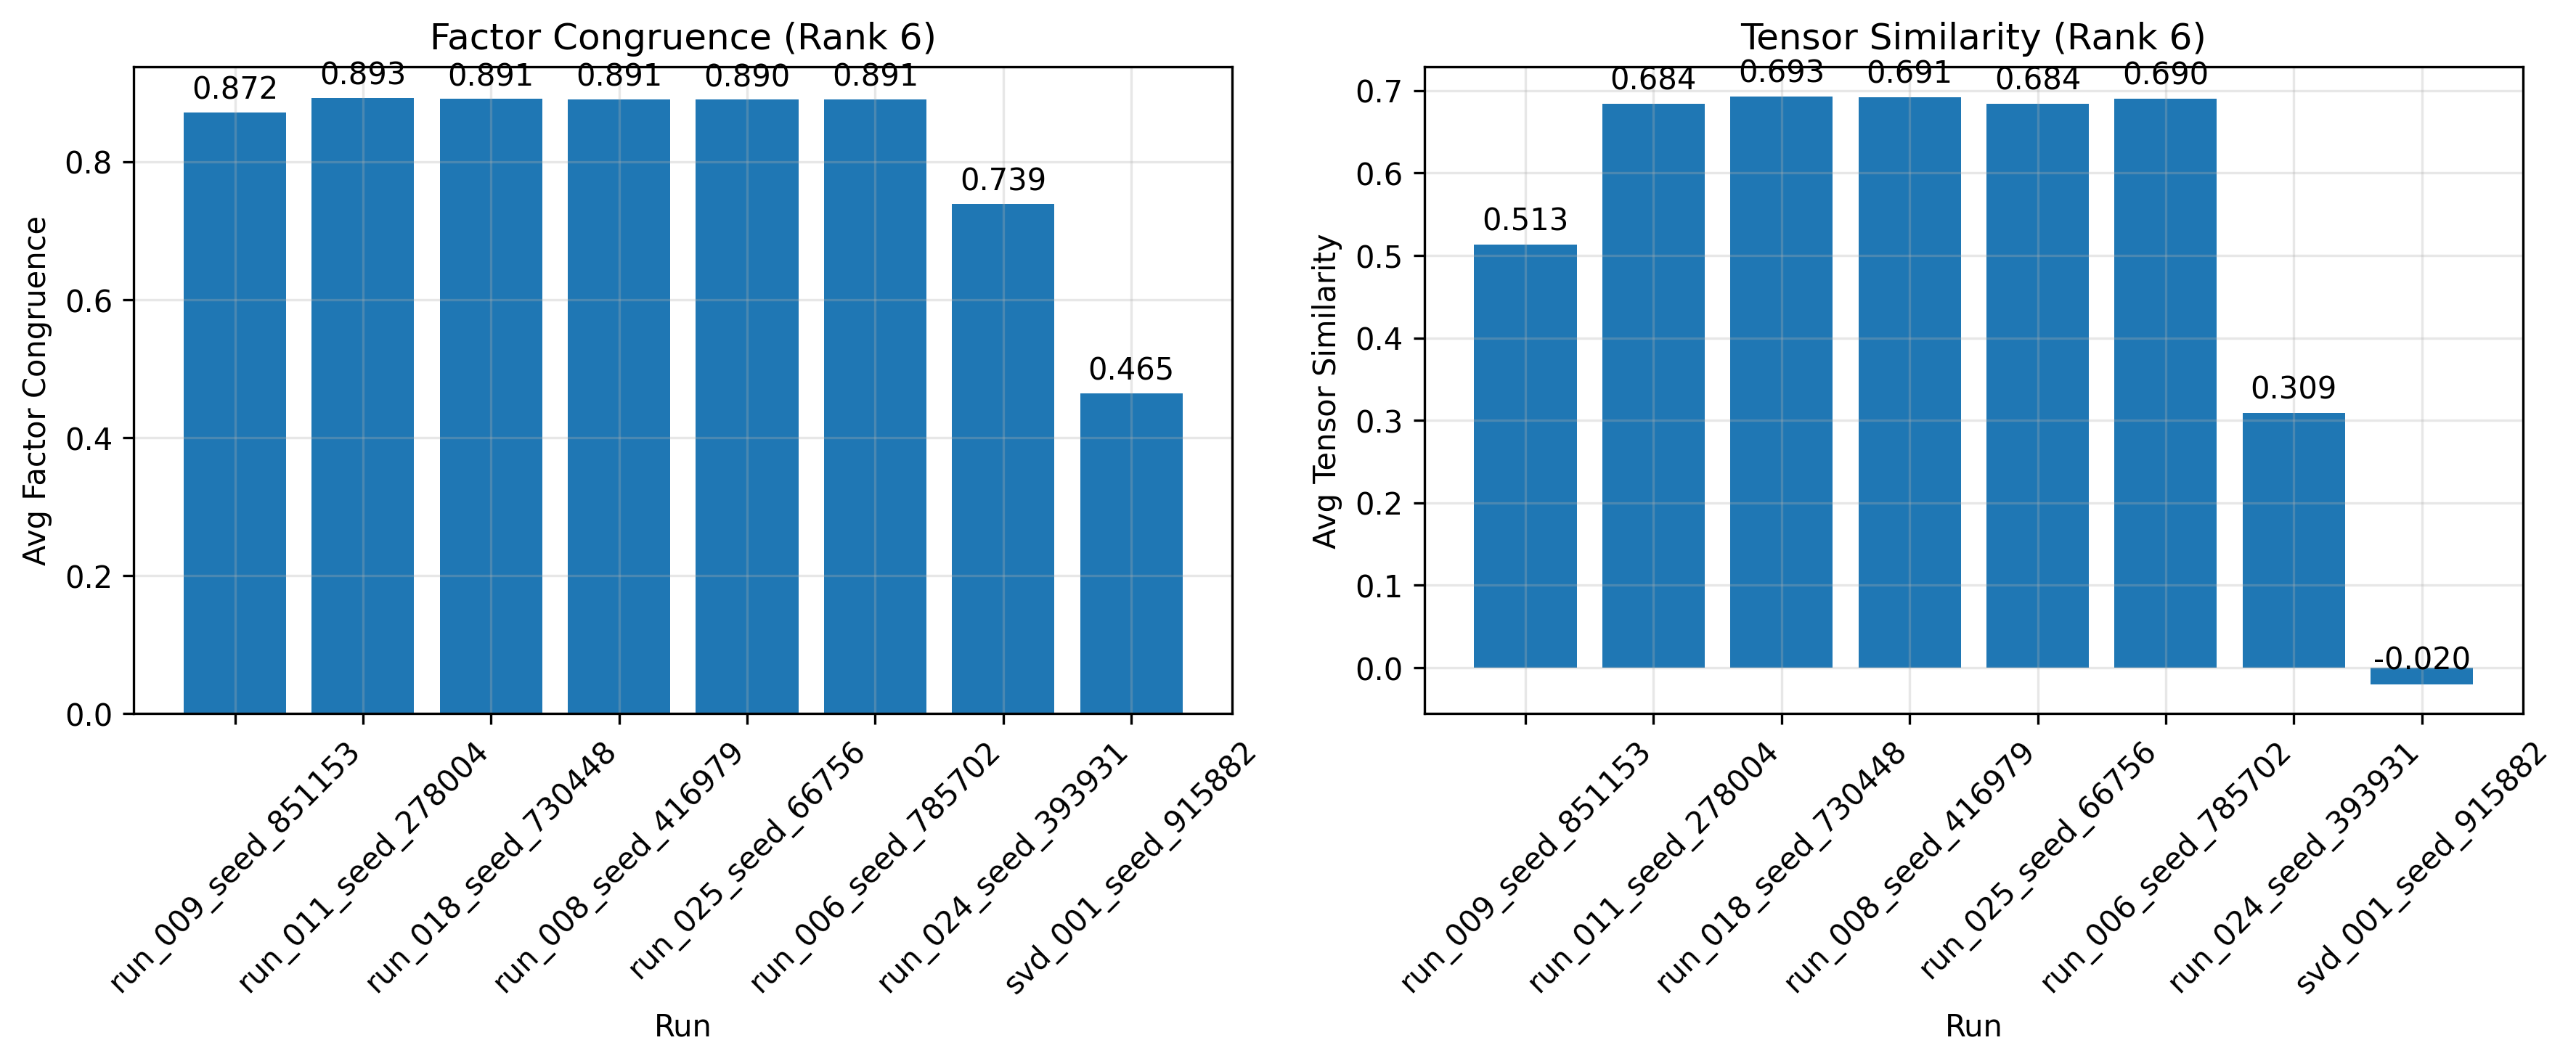 Factor Congruence (Rank 6)
Avg Factor Congruence
0.8
0.6
0.4
0.2
0.0
0.872
0.893
0.891
0.891
0.890
0.891
0.739
0.465
run_009_seed_851153
run_011_seed_278004
run_018_seed_730448
run_008_seed_416979
run_025_seed_66756
run_006_seed_785702
run_024_seed_393931
svd_001_seed_915882
Run
Tensor Similarity (Rank 6)
Avg Tensor Similarity
0.7
0.6
0.5
0.4
0.3
0.2
0.1
0.0
0.513
0.684
0.693
0.691
0.684
0.690
0.309
-0.020
run_009_seed_851153
run_011_seed_278004
run_018_seed_730448
run_008_seed_416979
run_025_seed_66756
run_006_seed_785702
run_024_seed_393931
svd_001_seed_915882
Run